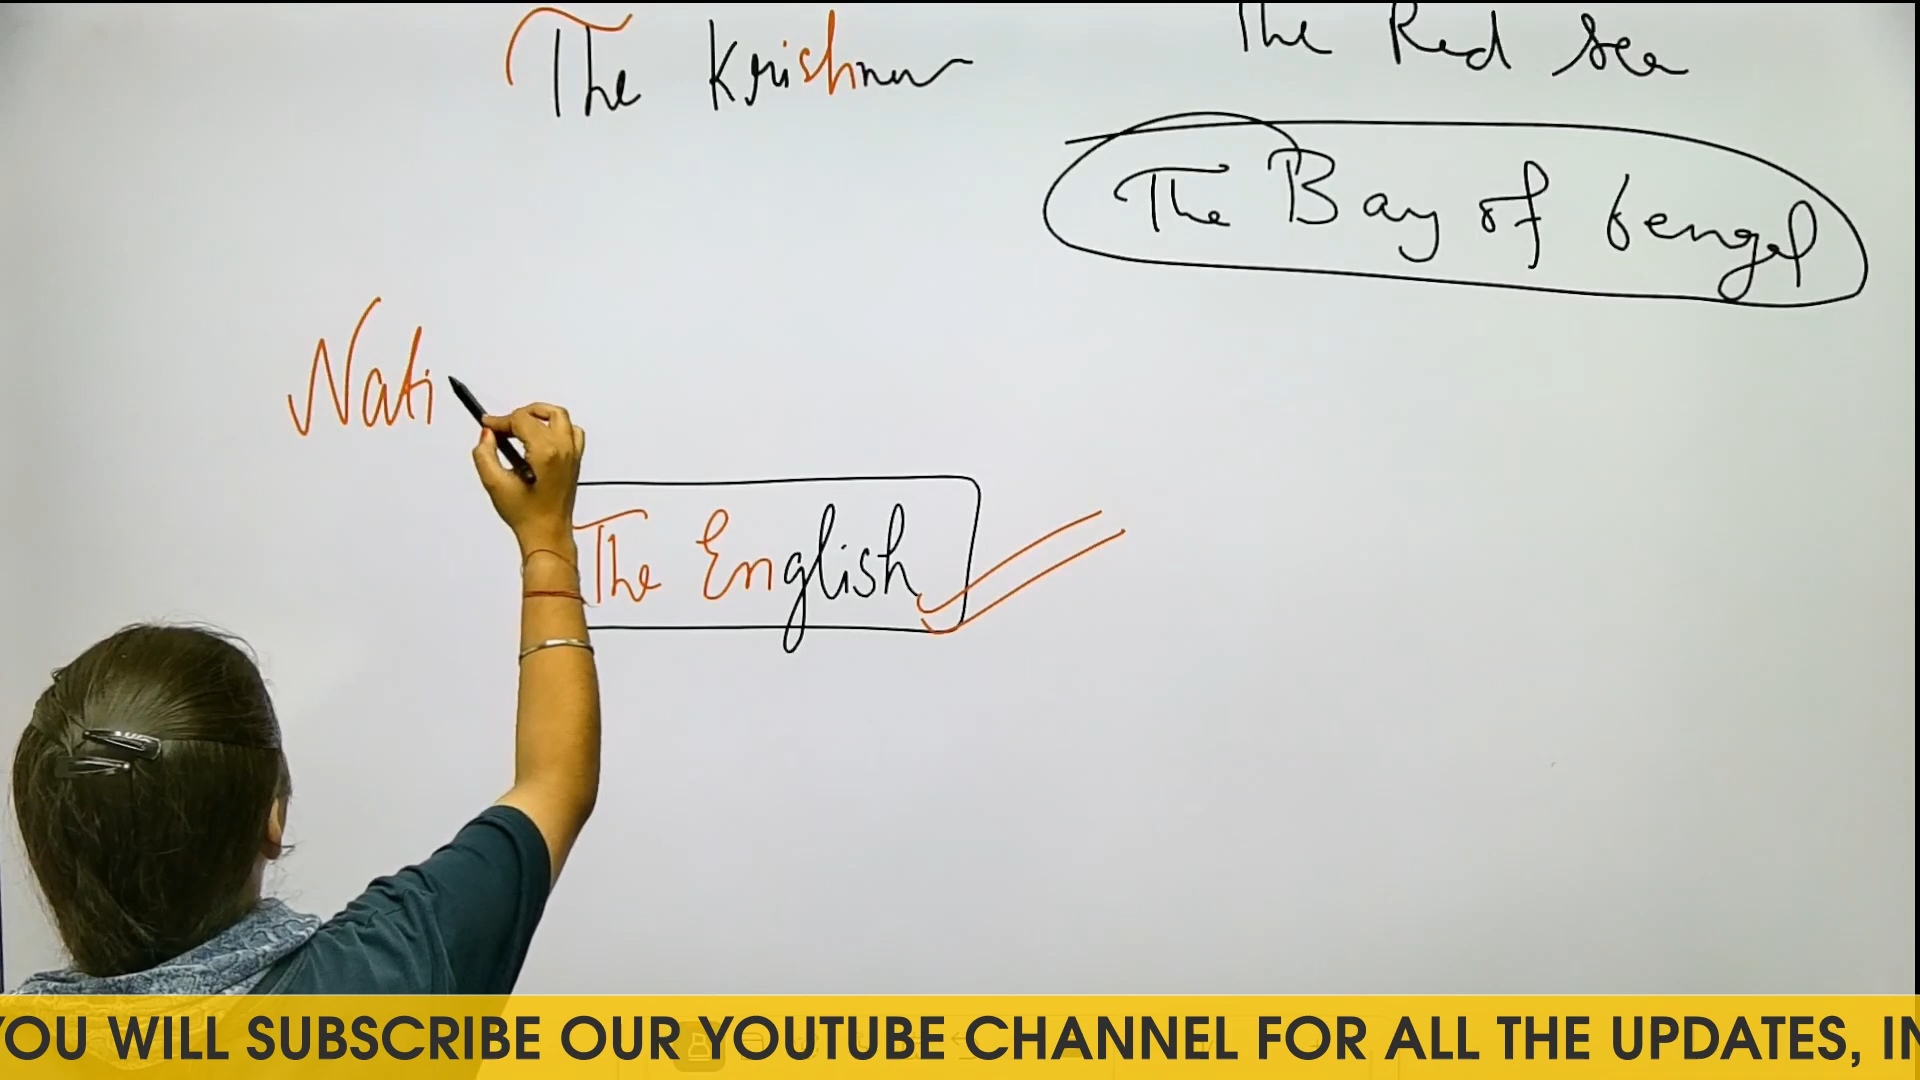 The Krishna
The Red Sea
The Bay of Bengal
Nati
The English
YOU WILL SUBSCRIBE OUR YOUTUBE CHANNEL FOR ALL THE UPDATES, IN